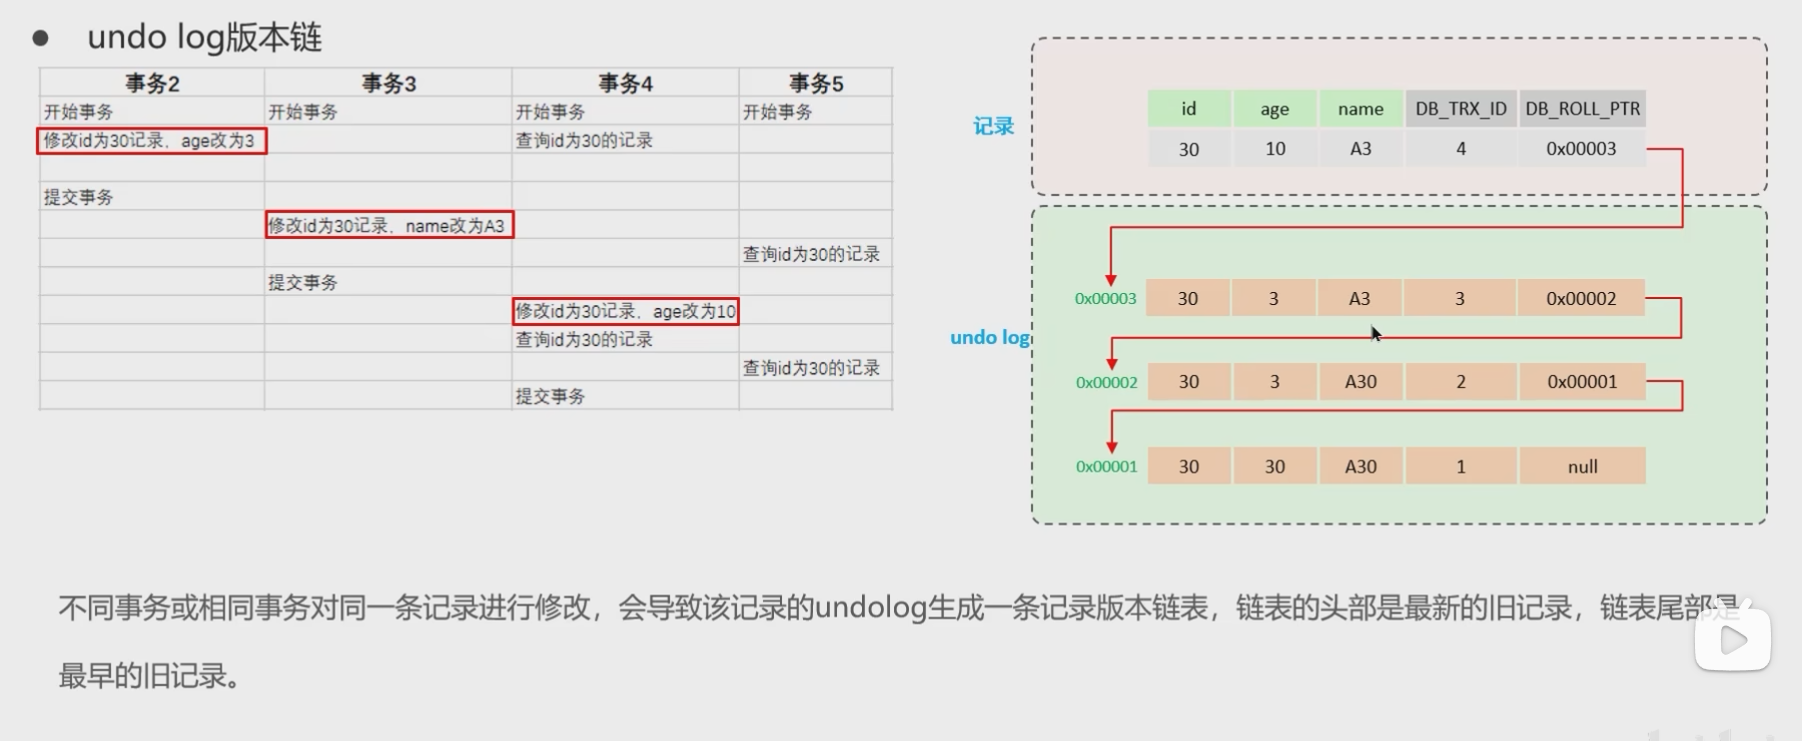 ● undo log版本链
事务2 事务3 事务4 事务5
开始事务 开始事务 开始事务 开始事务
修改id为30记录，age改为3 查询id为30的记录
提交事务
修改id为30记录，name改为A3
查询id为30的记录
提交事务
修改id为30记录，age改为10
查询id为30的记录
查询id为30的记录
提交事务
记录
id age name DB_TRX_ID DB_ROLL_PTR
30 10 A3 4 0x00003
undo log
0x00003 30 3 A3 3 0x00002
0x00002 30 3 A30 2 0x00001
0x00001 30 30 A30 1 null
不同事务或相同事务对同一条记录进行修改，会导致该记录的undolog生成一条记录版本链表，链表的头部是最新的旧记录，链表尾部是
最早的旧记录。